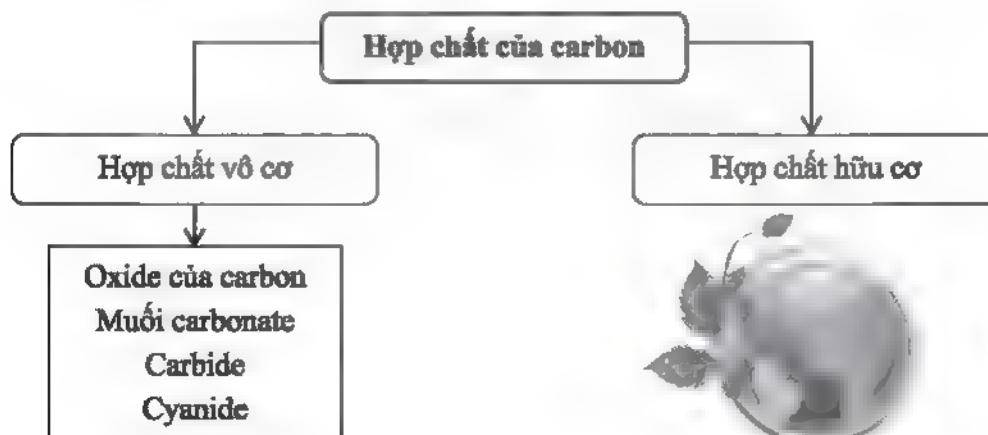 Hợp chất của carbon
Hợp chất vô cơ
Hợp chất hữu cơ
Oxide của carbon
Muối carbonate
Carbide
Cyanide